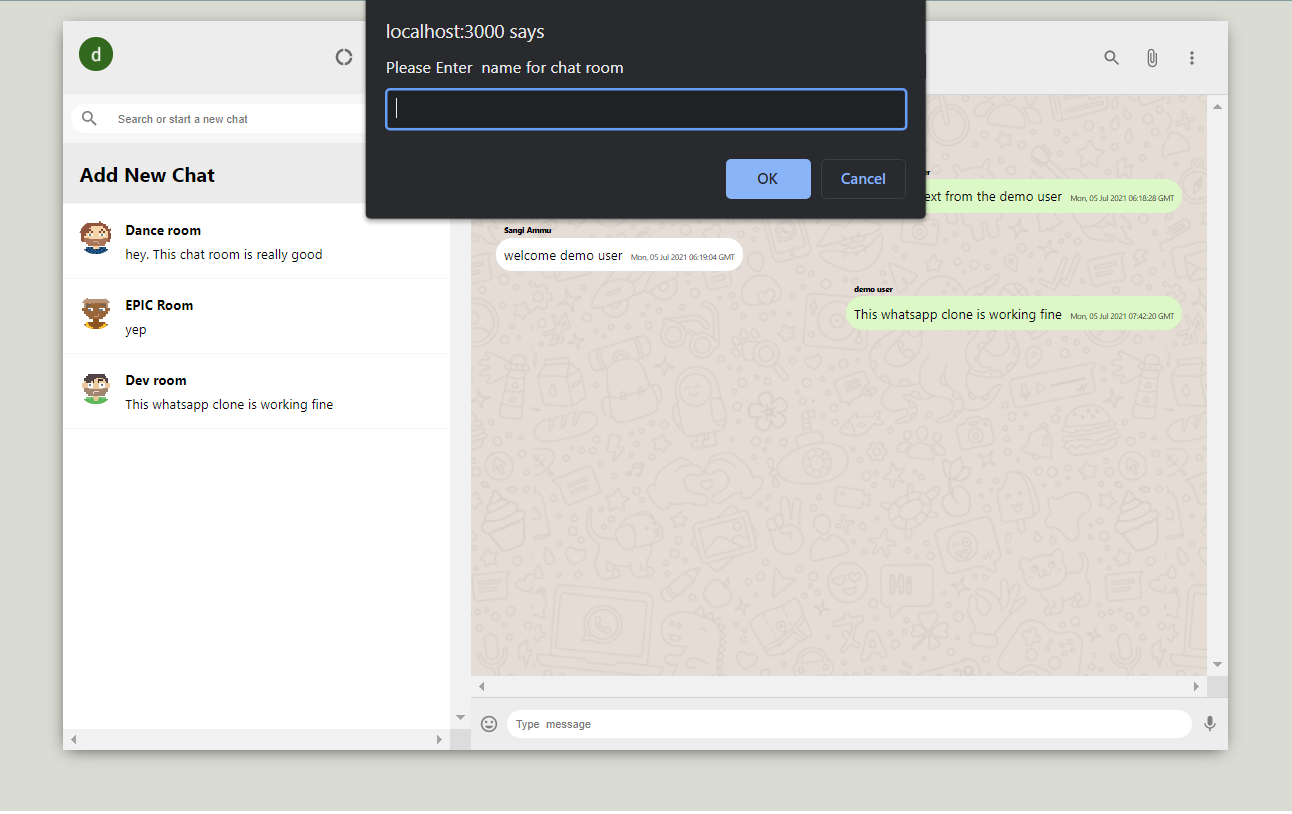 localhost:3000 says
Please Enter  name for chat room
OK
Cancel
d
Search or start a new chat
Add New Chat
Dance room
hey. This chat room is really good
EPIC Room
yep
Dev room
This whatsapp clone is working fine
ext from the demo user Mon, 05 Jul 2021 06:18:28 GMT
Sangl Ammu
welcome demo user Mon, 05 Jul 2021 06:19:04 GMT
demo user
This whatsapp clone is working fine Mon, 05 Jul 2021 07:42:20 GMT
Hi
Type  message